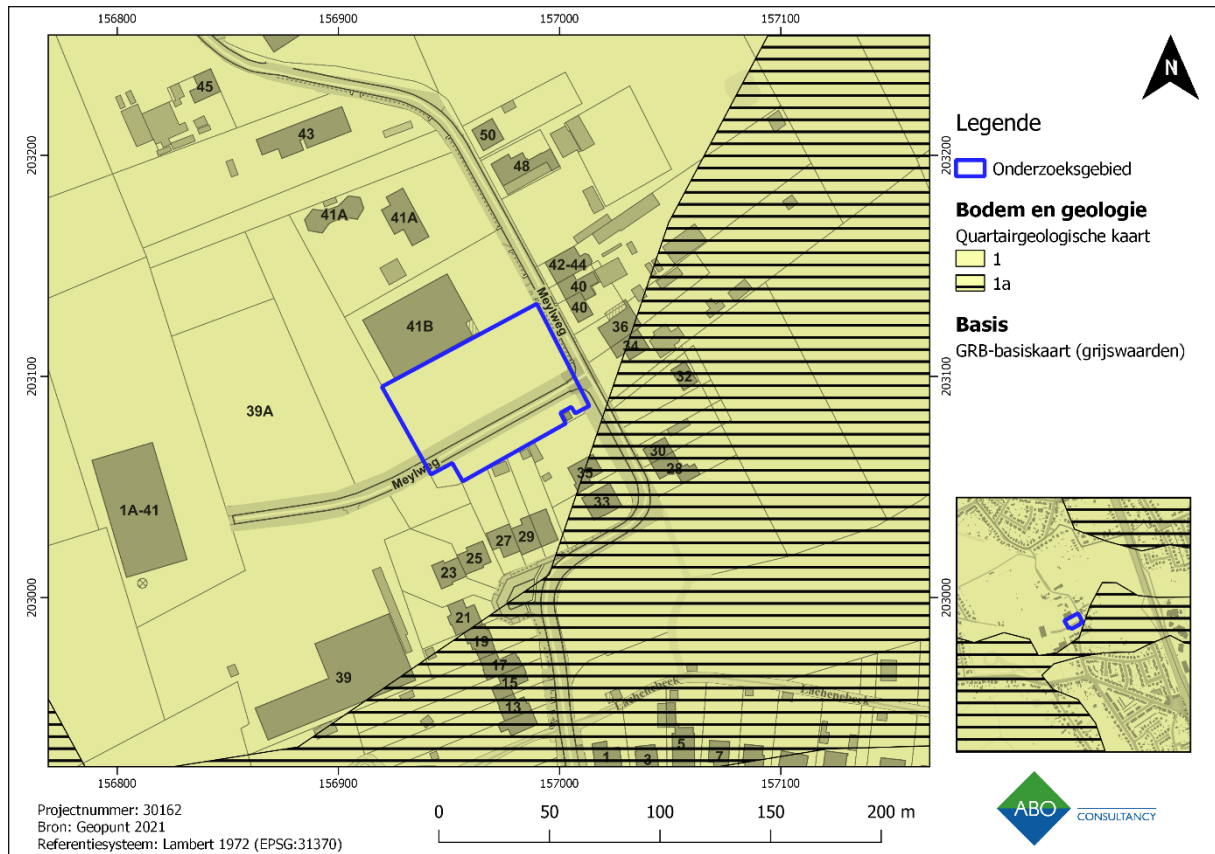 156800
156900
157000
157100
203200
203100
203000
203200
203100
203000
45
43
50
48
41A
41A
42-44
40
40
Meylweg
41B
36
34
32
39A
Meylweg
30
28
35
33
1A-41
27
29
25
23
21
19
17
15
13
39
Lachenebeek
Lachenebeek
1
3
5
7
156800
156900
157000
157100
N
Legende
Onderzoeksgebied
Bodem en geologie
Quartairgeologische kaart
1
1a
Basis
GRB-basiskaart (grijswaarden)
Projectnummer: 30162
Bron: Geopunt 2021
Referentiesysteem: Lambert 1972 (EPSG:31370)
0
50
100
150
200 m
ABO
CONSULTANCY